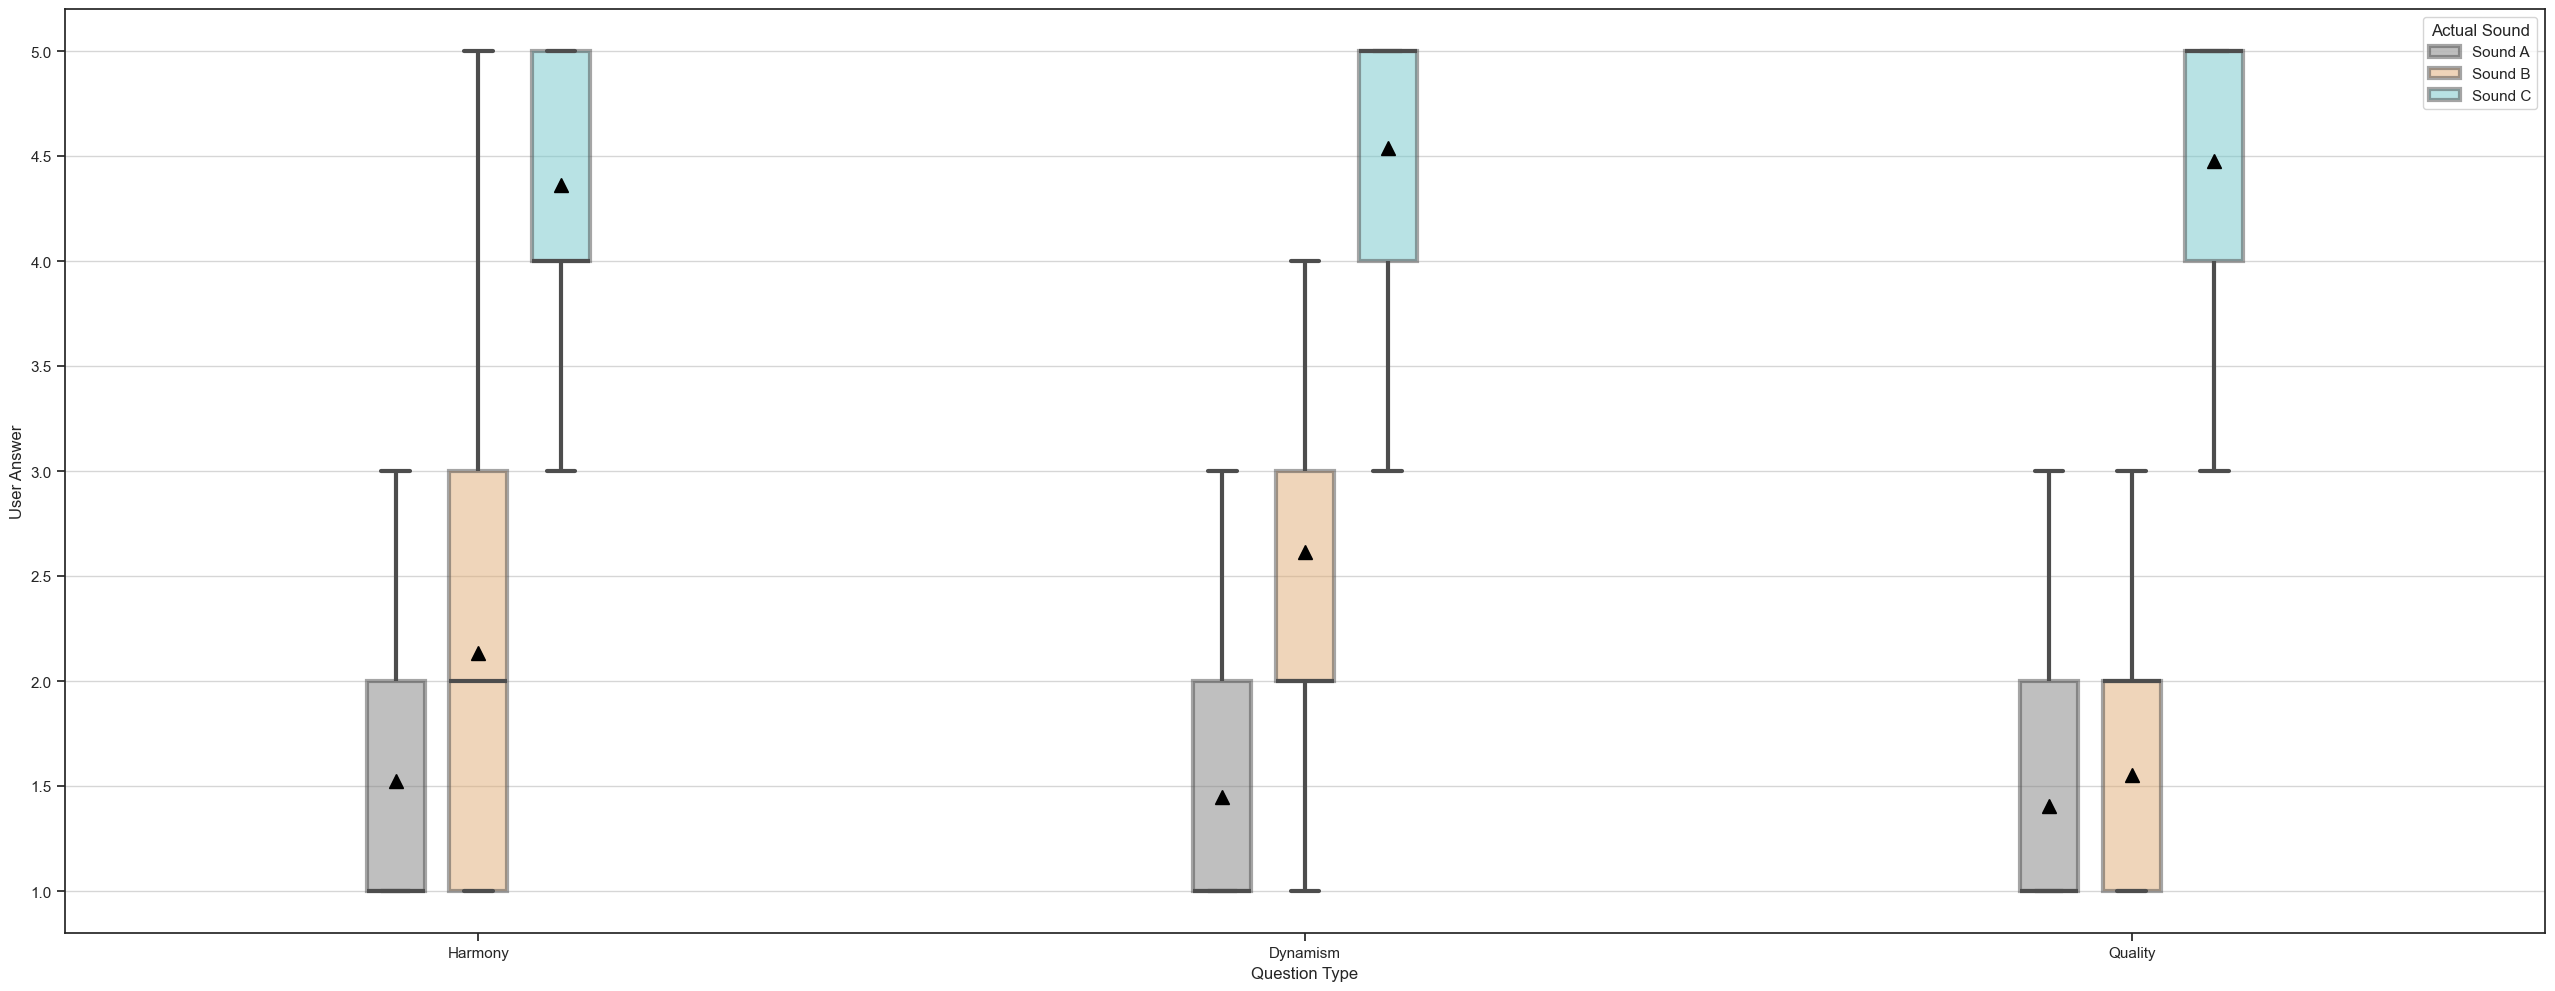 Actual Sound
Sound A
Sound B
Sound C
User Answer
5.0
4.5
4.0
3.5
3.0
2.5
2.0
1.5
1.0
Harmony
Dynamism
Quality
Question Type